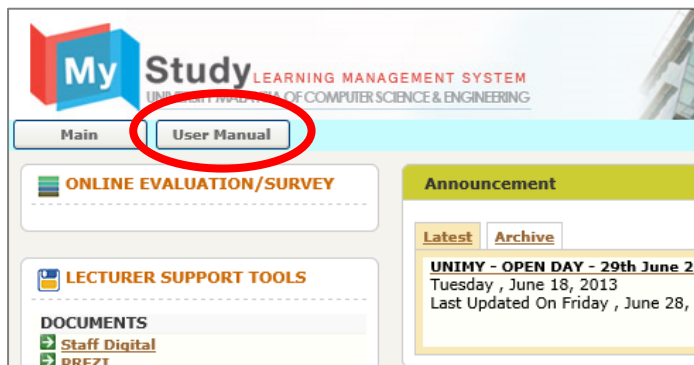 My Study LEARNING MANAGEMENT SYSTEM
UNIVERSITY MALAYSIA OF COMPUTER SCIENCE & ENGINEERING
Main
User Manual
ONLINE EVALUATION/SURVEY
LECTURER SUPPORT TOOLS
DOCUMENTS
Staff Digital
PREZI
Announcement
Latest
Archive
UNIMY - OPEN DAY - 29th June 2
Tuesday , June 18, 2013
Last Updated On Friday , June 28,